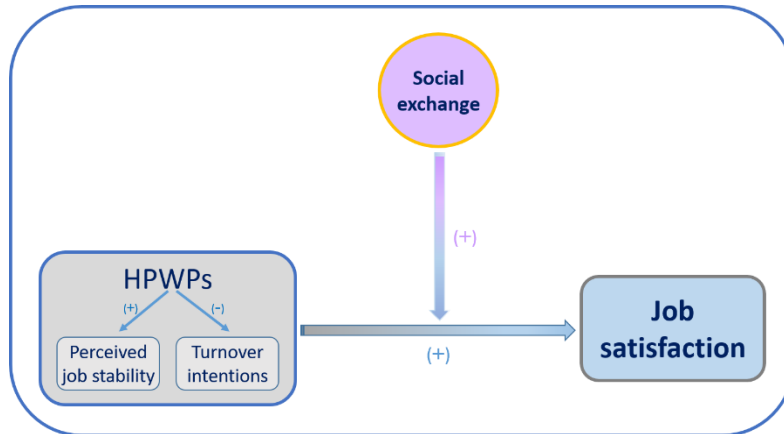 Social
exchange
(+)
HPWPs
(+)
(-)
Perceived
job stability
Turnover
intentions
(+)
Job
satisfaction